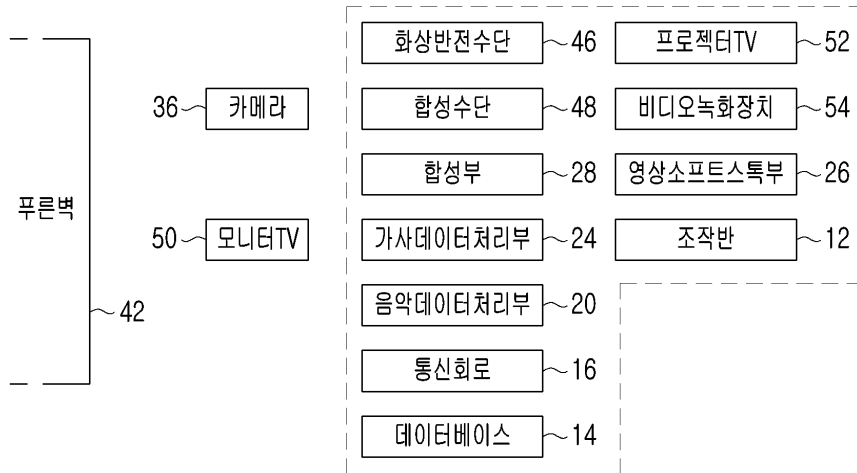 화상반전수단 46 프로젝터TV 52
36 카메라 합성수단 48 비디오녹화장치 54
합성부 28 영상소프트스톡부 26
푸른벽
50 모니터TV 가사데이터처리부 24 조작반 12
42 음악데이터처리부 20
통신회로 16
데이터베이스 14